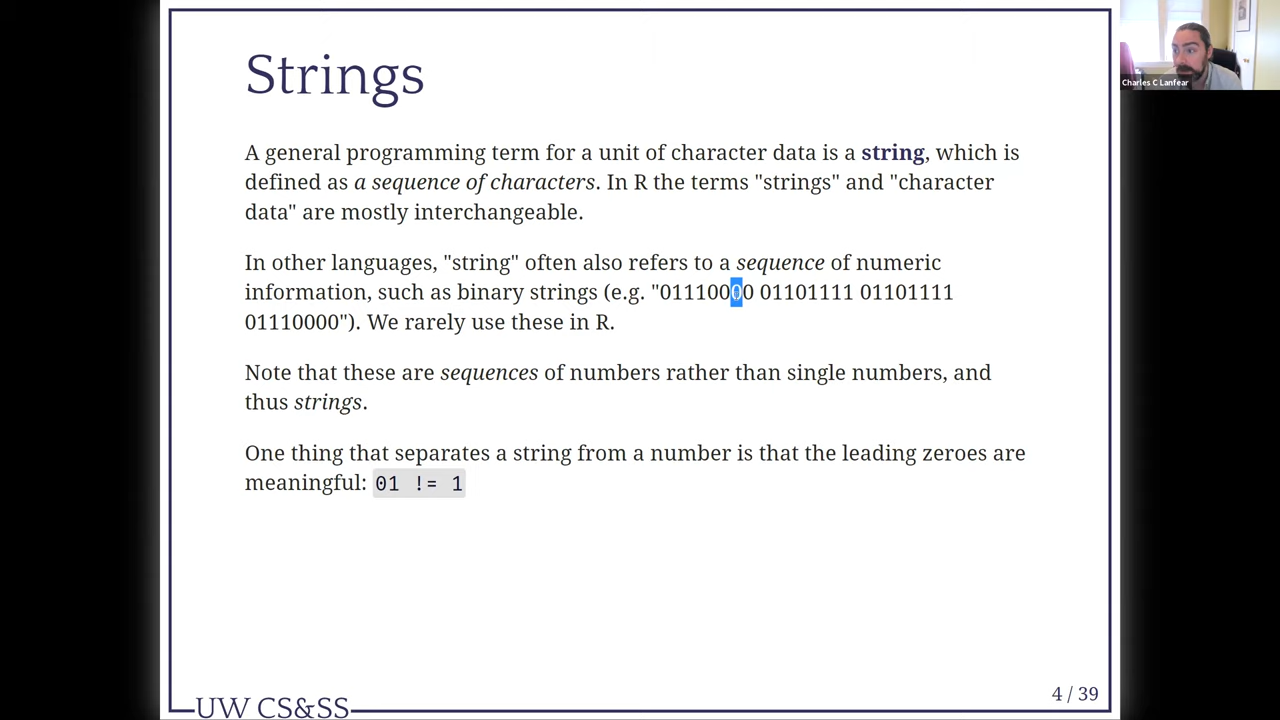 Strings
A general programming term for a unit of character data is a string, which is
defined as a sequence of characters. In R the terms "strings" and "character
data" are mostly interchangeable.
In other languages, "string" often also refers to a sequence of numeric
information, such as binary strings (e.g. "01110000 01101111 01101111
01110000"). We rarely use these in R.
Note that these are sequences of numbers rather than single numbers, and
thus strings.
One thing that separates a string from a number is that the leading zeroes are
meaningful: 01 != 1
UW CS&SS
4 / 39
Charles C Lanfear